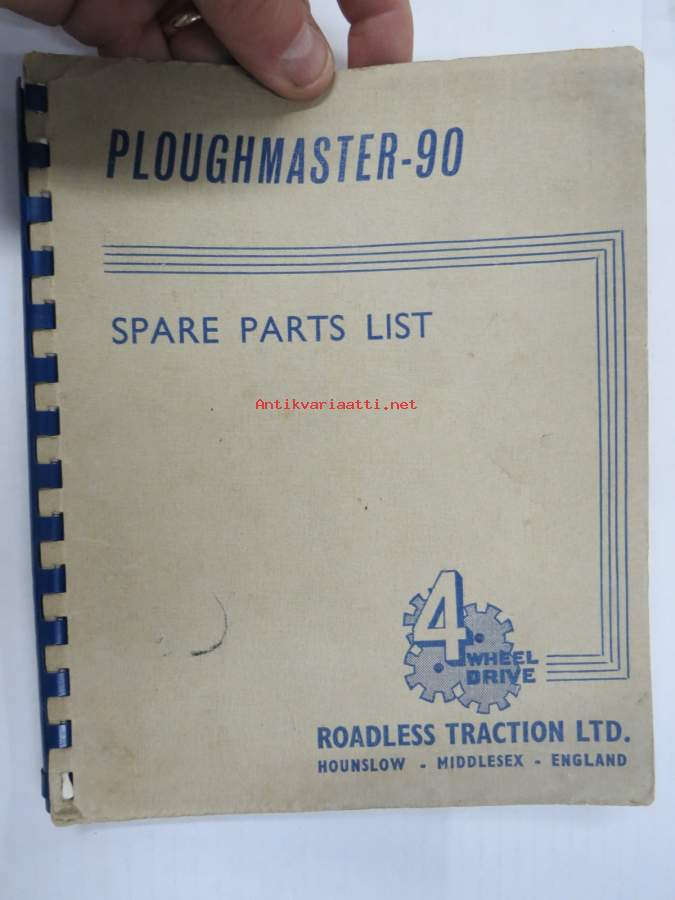 PLOUGHMASTER-90
SPARE PARTS LIST
Antikvariaatti.net
4
WHEEL
DRIVE
ROADLESS TRACTION LTD.
HOUNSLOW - MIDDLESEX - ENGLAND